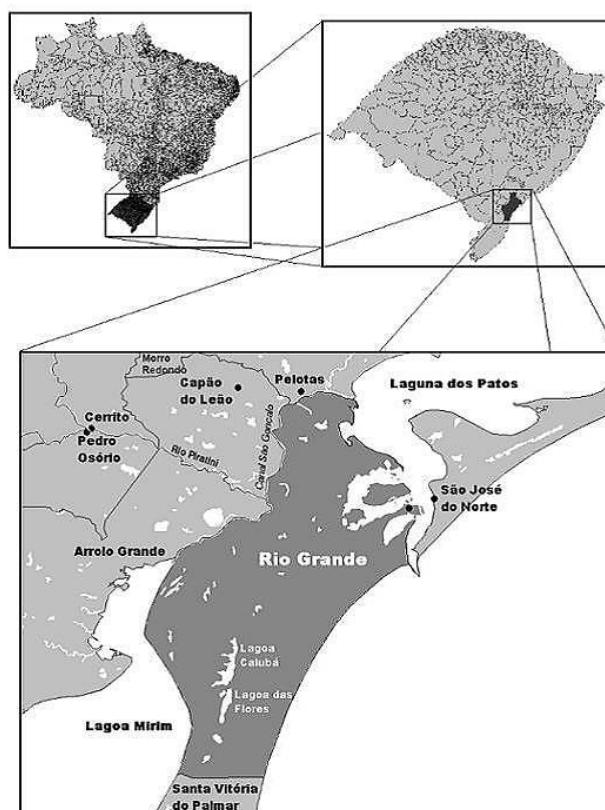 Morro
Redondo
Capão
do Leão
Pelotas
Laguna dos Patos
Cerrito
Pedro
Osório
Rio Piratini
Canal São Gonçalo
São José
do Norte
Arroio Grande
Rio Grande
Lagoa
Caiubá
Lagoa das
Flores
Lagoa Mirim
Santa Vitória
do Palmar